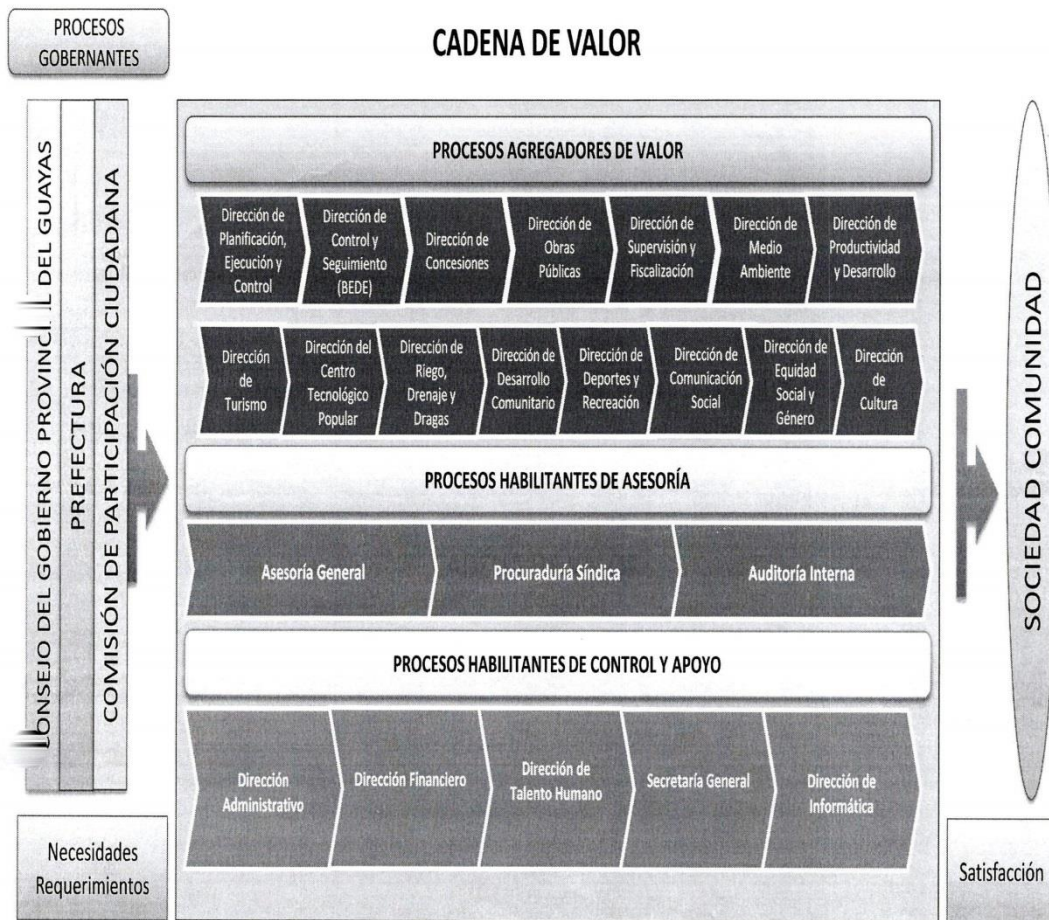 PROCESOS
GOBERNANTES
CADENA DE VALOR
ONSEJO DEL GOBIERNO PROVINCIAL DEL GUAYAS
PREFECTURA
COMISIÓN DE PARTICIPACIÓN CIUDADANA
PROCESOS AGREGADORES DE VALOR
Dirección de
Planificación,
Ejecución y
Control
Dirección de
Control y
Seguimiento
(BEDE)
Dirección de
Concesiones
Dirección de
Obras
Públicas
Dirección de
Supervisión y
Fiscalización
Dirección de
Medio
Ambiente
Dirección de
Productividad
y Desarrollo
Dirección
de
Turismo
Dirección del
Centro
Tecnológico
Popular
Dirección de
Riego,
Drenaje y
Dragas
Dirección de
Desarrollo
Comunitario
Dirección de
Deportes y
Recreación
Dirección de
Comunicación
Social
Dirección de
Equidad
Social y
Género
Dirección
de
Cultura
PROCESOS HABILITANTES DE ASESORÍA
Asesoría General
Procuraduría Síndica
Auditoría Interna
PROCESOS HABILITANTES DE CONTROL Y APOYO
Dirección
Administrativo
Dirección Financiero
Dirección de
Talento Humano
Secretaría General
Dirección de
Informática
SOCIEDAD COMUNIDAD
Necesidades
Requerimientos
Satisfacción